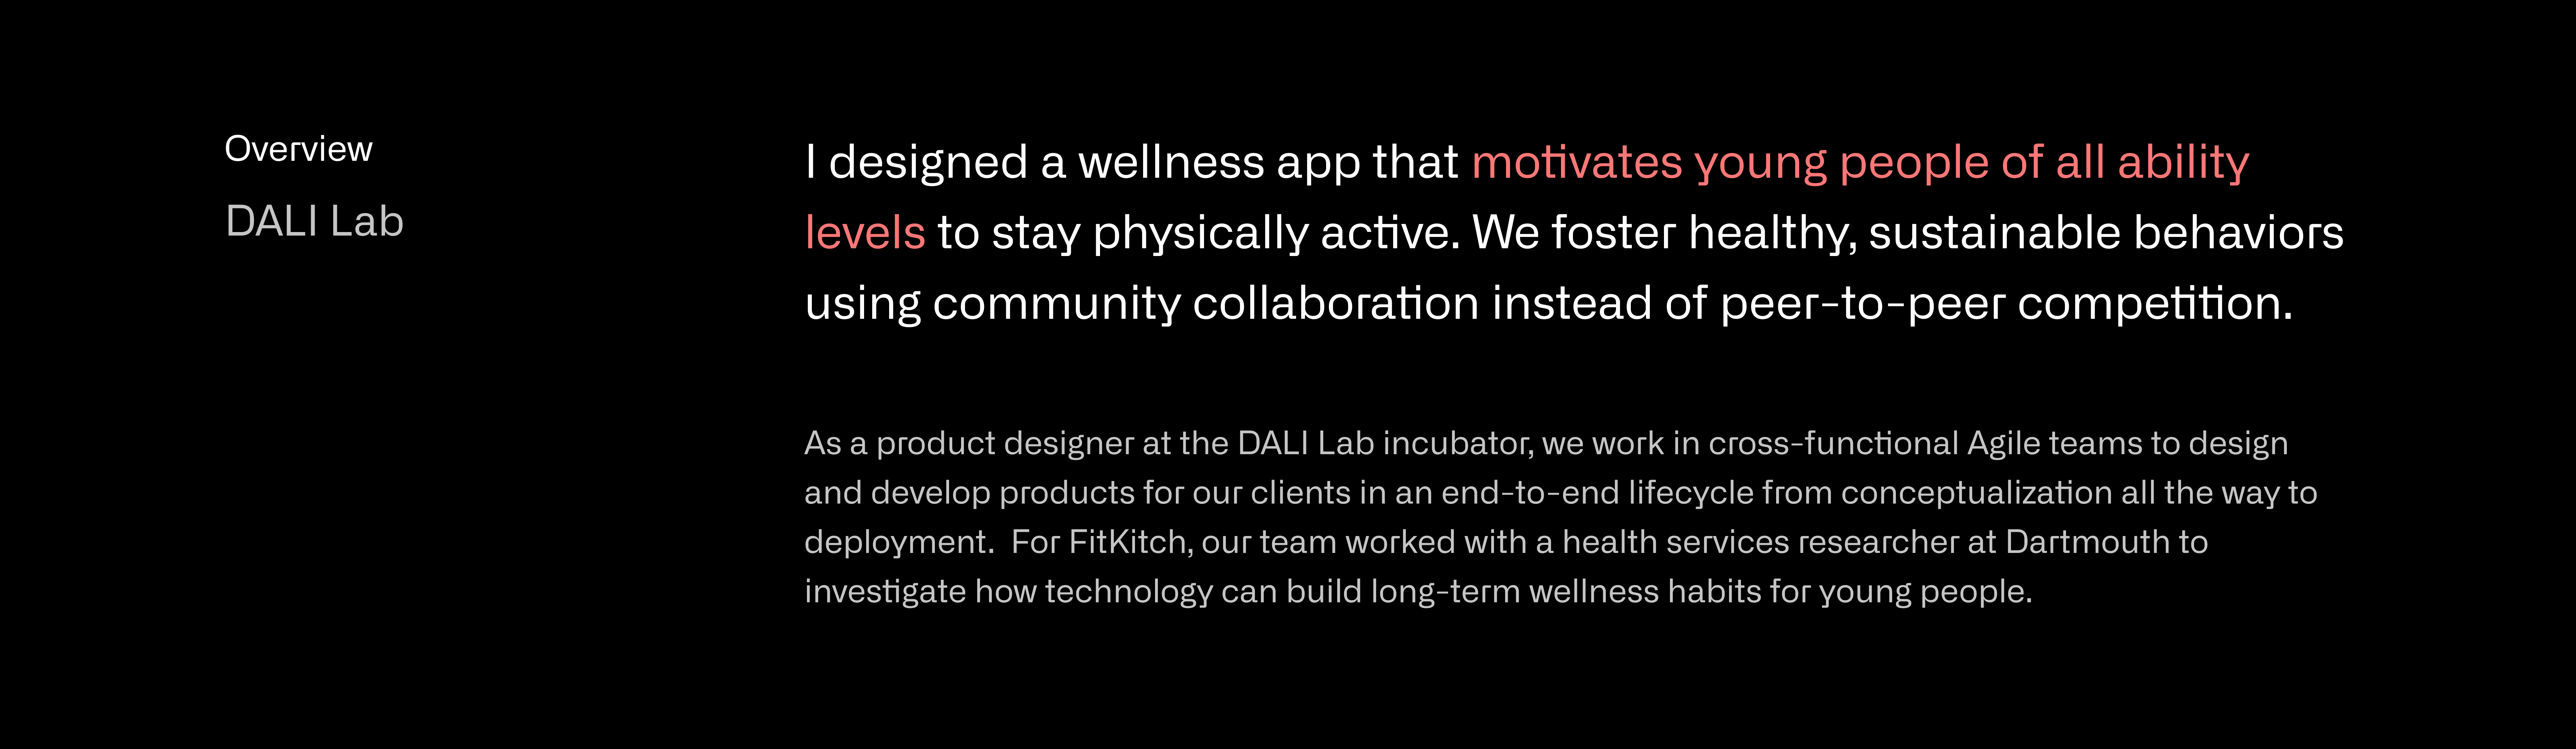 Overview
DALI Lab
I designed a wellness app that motivates young people of all ability
levels to stay physically active. We foster healthy, sustainable behaviors
using community collaboration instead of peer-to-peer competition.
As a product designer at the DALI Lab incubator, we work in cross-functional Agile teams to design
and develop products for our clients in an end-to-end lifecycle from conceptualization all the way to
deployment.  For FitKitch, our team worked with a health services researcher at Dartmouth to
investigate how technology can build long-term wellness habits for young people.